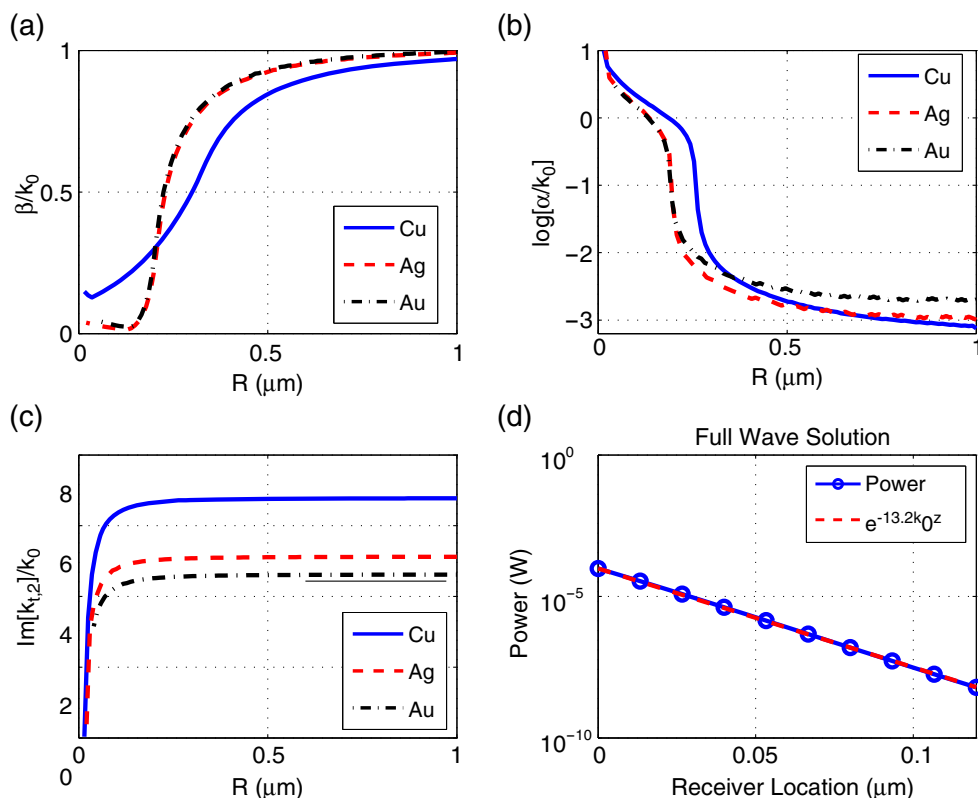 (a)
1
0.5
0
β/k0
0
0.5
1
R (μm)
Cu
Ag
Au
(b)
1
0
−1
−2
−3
log[α/k0]
0
0.5
1
R (μm)
Cu
Ag
Au
(c)
8
6
4
2
0
Im[kt,2]/k0
0
0.5
1
R (μm)
Cu
Ag
Au
(d)
Full Wave Solution
10^0
10^-5
10^-10
Power (W)
0
0.05
0.1
Receiver Location (μm)
Power
e^-13.2k0z